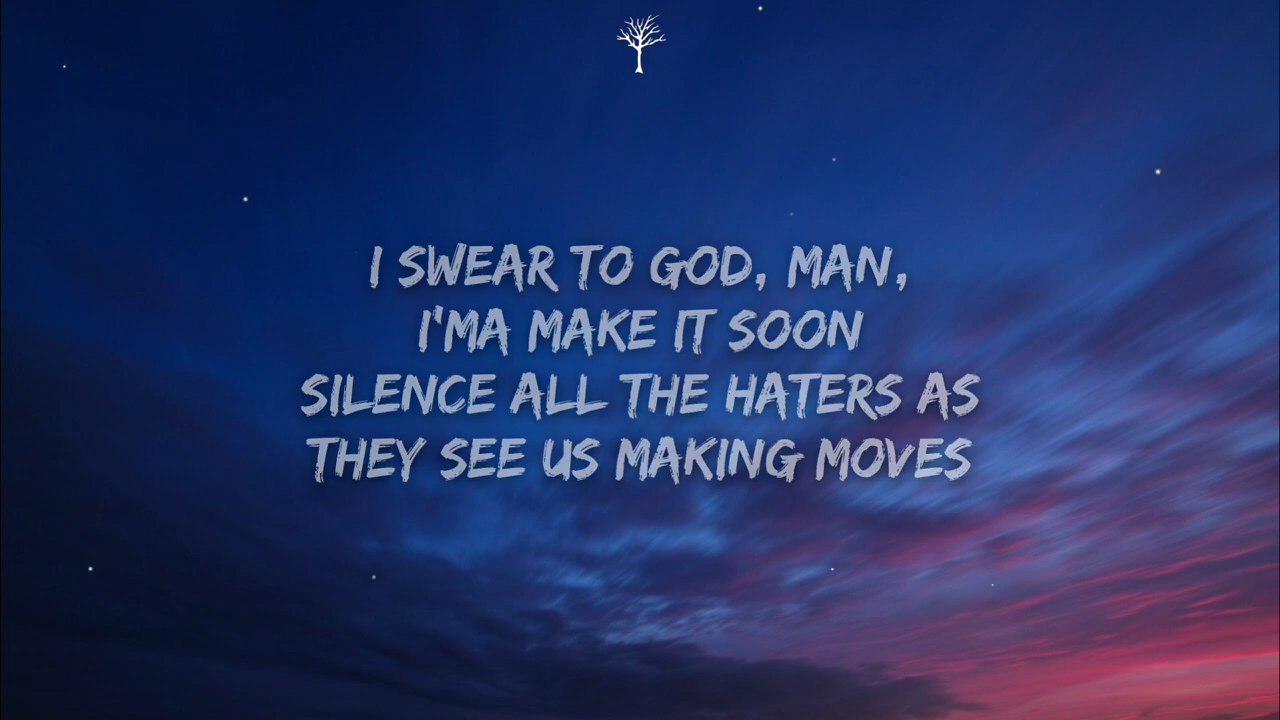 I SWEAR TO GOD, MAN,
I'MA MAKE IT SOON
SILENCE ALL THE HATERS AS
THEY SEE US MAKING MOVES